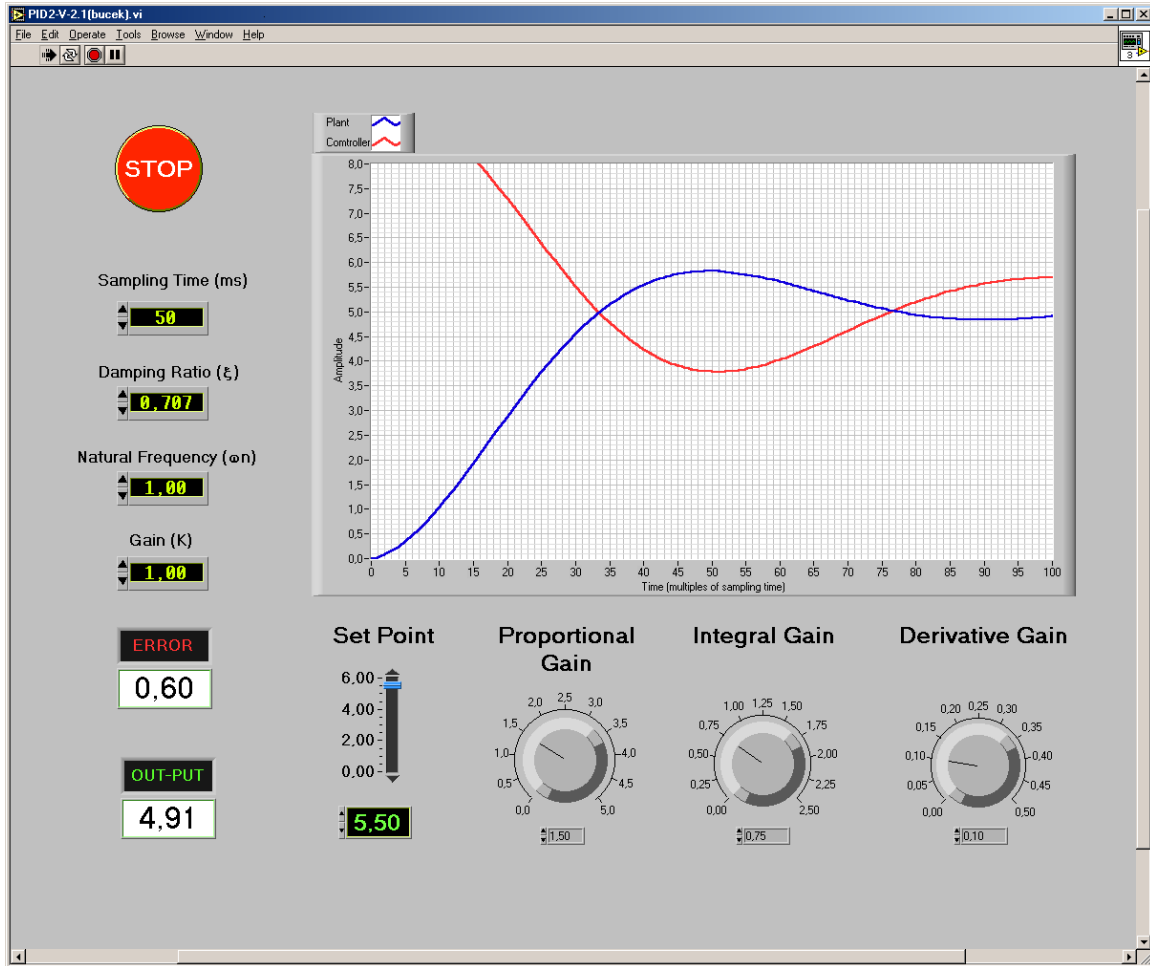 PID2-V-2.1(bucek).vi
File Edit Operate Tools Browse Window Help
3
STOP
Sampling Time (ms)
50
Damping Ratio (ξ)
0,707
Natural Frequency (ωn)
1,00
Gain (K)
1,00
ERROR
0,60
OUT-PUT
4,91
Plant
Comtroller
8,0
7,5
7,0
6,5
6,0
5,5
5,0
4,5
4,0
3,5
3,0
2,5
2,0
1,5
1,0
0,5
0,0
Amplitude
0 5 10 15 20 25 30 35 40 45 50 55 60 65 70 75 80 85 90 95 100
Time (multiples of sampling time)
Set Point
6,00
4,00
2,00
0,00
5,50
Proportional
Gain
0,0 0,5 1,0 1,5 2,0 2,5 3,0 3,5 4,0 4,5 5,0
1,50
Integral Gain
0,00 0,25 0,50 0,75 1,00 1,25 1,50 1,75 2,00 2,25 2,50
0,75
Derivative Gain
0,00 0,05 0,10 0,15 0,20 0,25 0,30 0,35 0,40 0,45 0,50
0,10